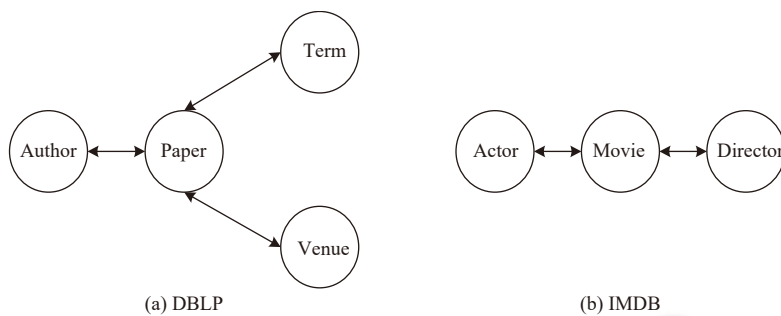 Term
Author
Paper
Venue
(a) DBLP
Actor
Movie
Director
(b) IMDB